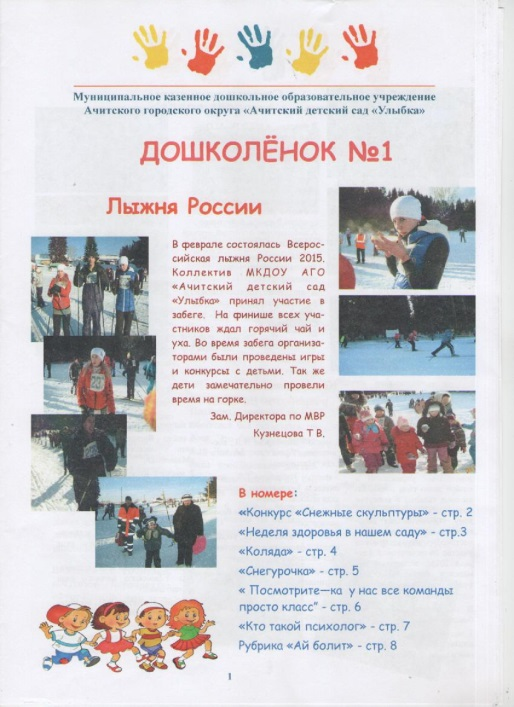 Муниципальное казенное дошкольное образовательное учреждение
Ачитского городского округа «Ачитский детский сад «Улыбка»
ДОШКОЛЁНОК №1
Лыжня России
В феврале состоялась Всерос-
сийская лыжня России 2015.
Коллектив МКДОУ АГО
«Ачитский детский сад
«Улыбка» принял участие в
забеге. На финише всех уча-
стников ждал горячий чай и
уха. Во время забега организа-
торами были проведены игры
и конкурсы с детьми. Так же
дети замечательно провели
время на горке.
Зам. Директора по МВР
Кузнецова Т В,
24
В номере:
«Конкурс «Снежные скульптуры» - стр. 2
«Неделя здоровья в нашем саду» - стр.3
«Коляда» - стр. 4
«Снегурочка» - стр. 5
« Посмотрите—ка у нас все команды
просто класс" - стр. 6
«Кто такой психолог» - стр. 7
Рубрика «Ай болит» - стр. 8
1